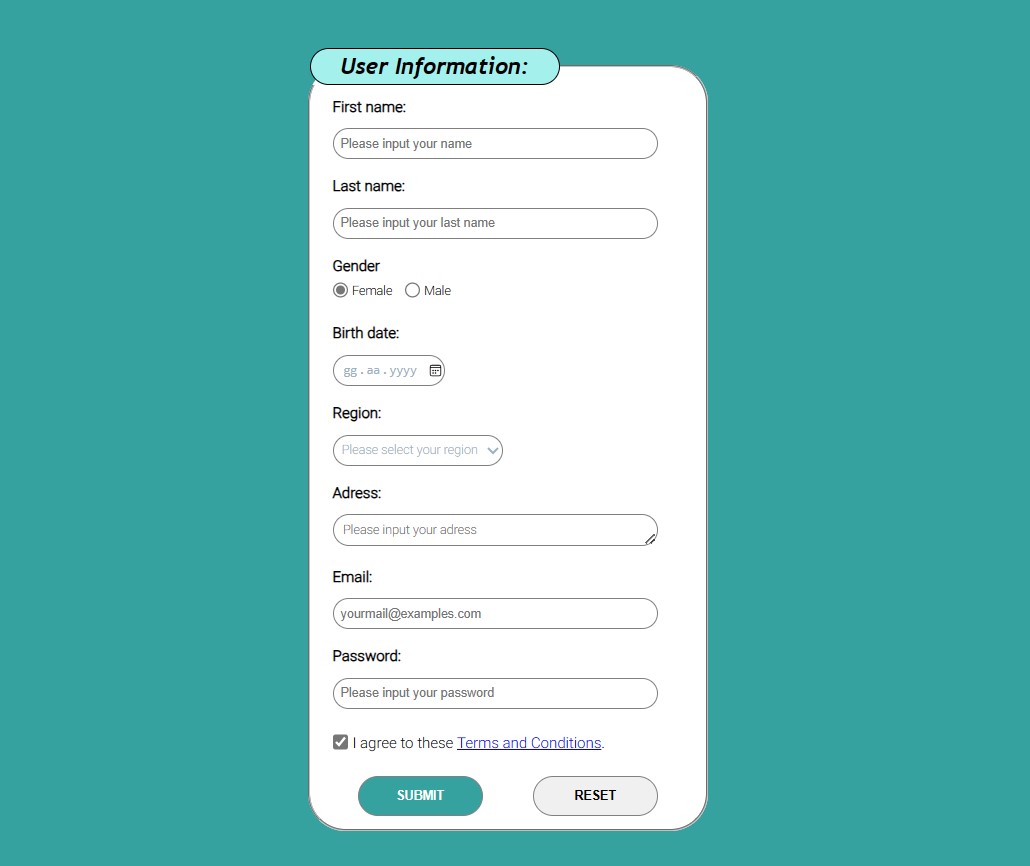 User Information:
First name:
Please input your name
Last name:
Please input your last name
Gender
Female Male
Birth date:
gg.aa.yyyy
Region:
Please select your region
Adress:
Please input your adress
Email:
yourmail@examples.com
Password:
Please input your password
I agree to these Terms and Conditions.
SUBMIT RESET